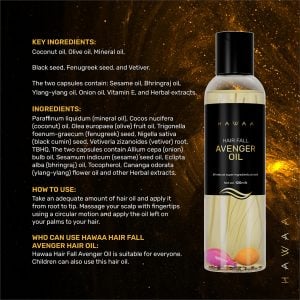 KEY INGREDIENTS:
Coconut oil, Olive oil, Mineral oil.
Black seed, Fenugreek seed, and Vetiver.
The two capsules contain: Sesame oil, Bhringraj oil,
Ylang-ylang oil, Onion oil, Vitamin E, and Herbal extracts.
INGREDIENTS:
Paraffinum liquidum (mineral oil), Cocos nucifera
(coconut) oil, Olea europaea (olive) fruit oil, Trigonella
foenum-graecum (fenugreek) seed, Nigella sativa
(black cumin) seed, Vetiveria zizanoides (vetiver) root,
TBHQ. The two capsules contain Allium cepa (onion)
bulb oil, Sesamum indicum (sesame) seed oil, Eclipta
alba (bhringraj) oil, Tocopherol, Cananga odorata
(ylang-ylang) flower oil and other Herbal extracts.
HOW TO USE:
Take an adequate amount of hair oil and apply it
from root to tip. Massage your scalp with fingertips
using a circular motion and apply the oil left on
your palms to your hair.
WHO CAN USE HAWAA HAIR FALL
AVENGER HAIR OIL:
Hawaa Hair Fall Avenger Oil is suitable for everyone.
Children can also use this hair oil.
HAWAA
HAIR FALL
AVENGER
OIL
HAWAA